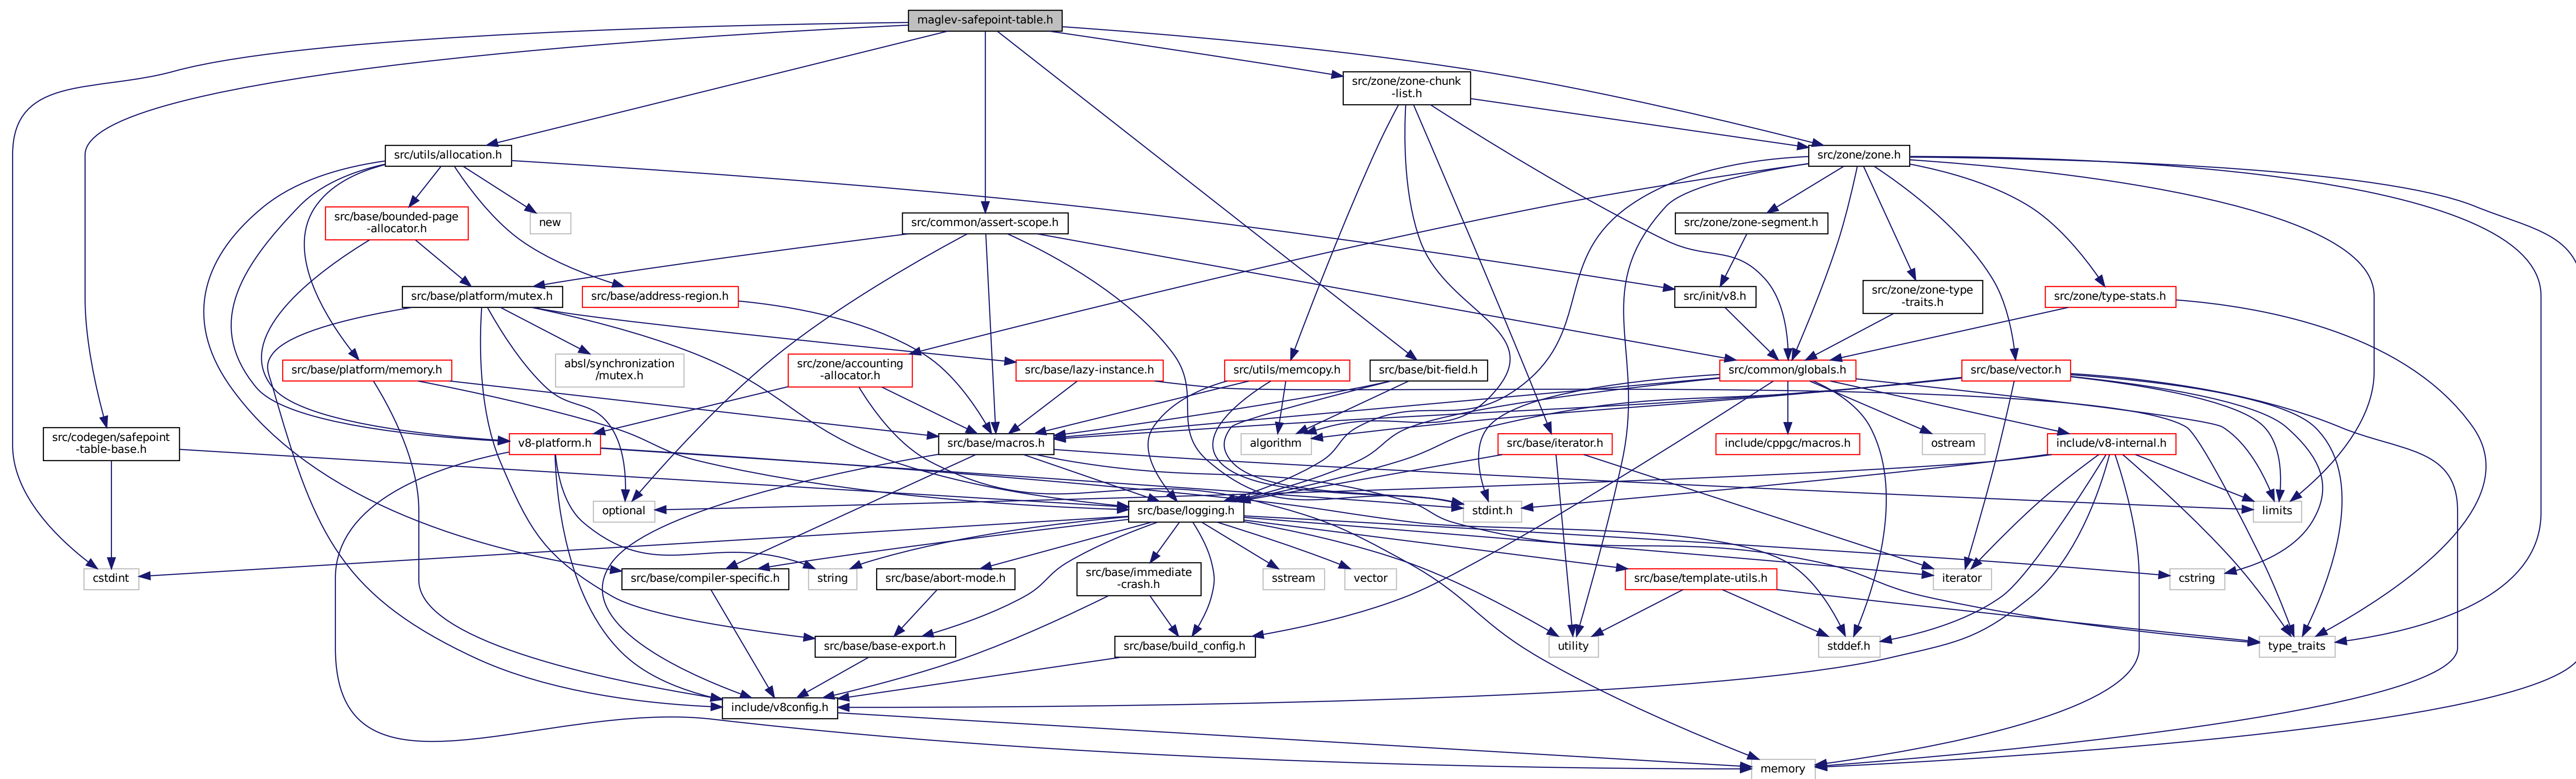 maglev-safepoint-table.h
src/zone/zone-chunk
-list.h
src/utils/allocation.h
src/zone/zone.h
src/base/bounded-page
-allocator.h
new
src/common/assert-scope.h
src/zone/zone-segment.h
src/base/platform/mutex.h
src/base/address-region.h
src/init/v8.h
src/zone/zone-type
-traits.h
src/zone/type-stats.h
src/base/platform/memory.h
absl/synchronization
/mutex.h
src/zone/accounting
-allocator.h
src/base/lazy-instance.h
src/utils/memcopy.h
src/base/bit-field.h
src/common/globals.h
src/base/vector.h
src/codegen/safepoint
-table-base.h
v8-platform.h
src/base/macros.h
algorithm
src/base/iterator.h
include/cppgc/macros.h
ostream
include/v8-internal.h
optional
src/base/logging.h
stdint.h
limits
cstdint
src/base/compiler-specific.h
string
src/base/abort-mode.h
src/base/immediate
-crash.h
sstream
vector
src/base/template-utils.h
iterator
cstring
src/base/base-export.h
src/base/build_config.h
utility
stddef.h
type_traits
include/v8config.h
memory